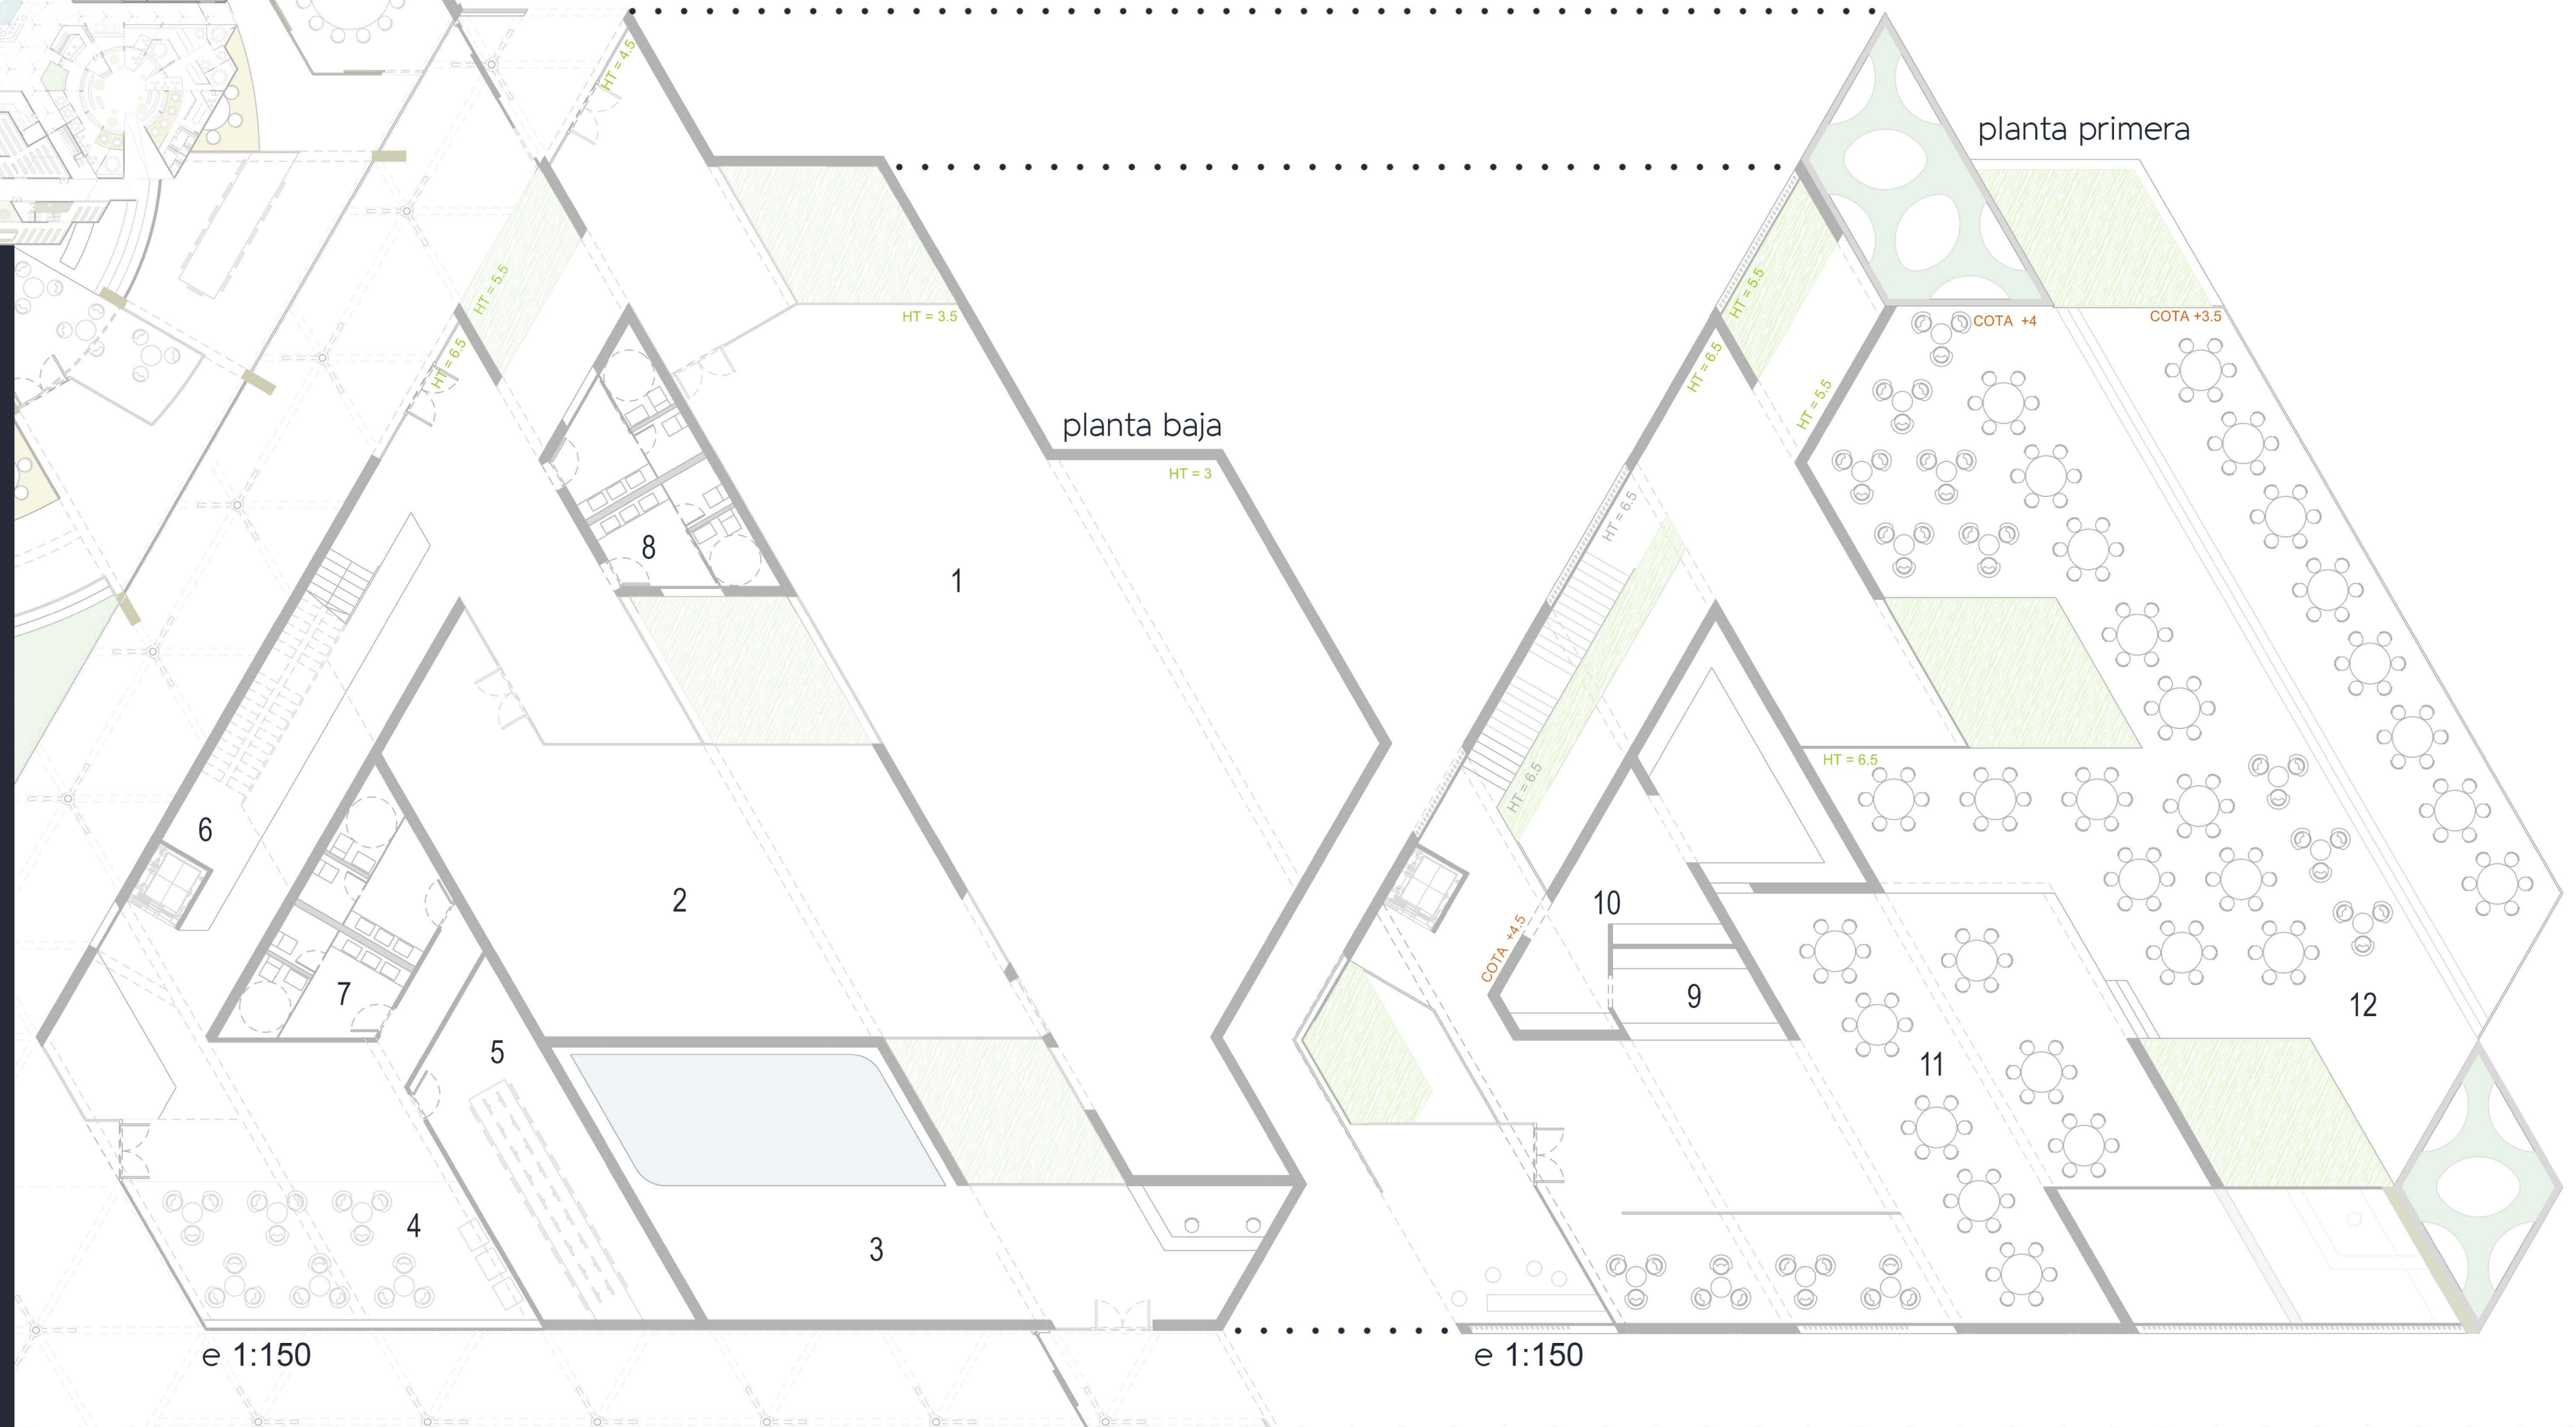 HT = 4.5
planta primera
HT = 5.5
HT = 3.5
HT = 6.5
planta baja
HT = 3
8
1
6
2
7
5
4
3
e 1:150
HT = 5.5
COTA +4
COTA +3.5
HT = 6.5
HT = 5.5
HT = 6.5
HT = 6.5
HT = 6.5
10
COTA +4.5
9
12
11
e 1:150